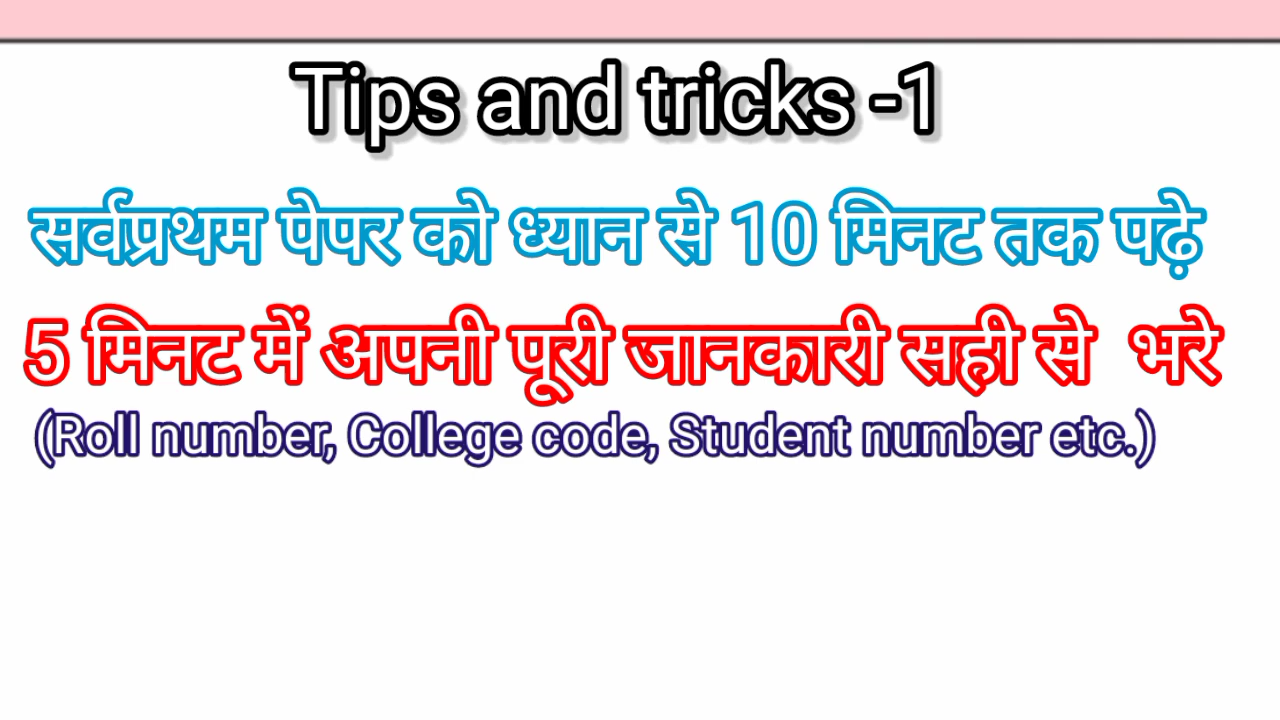 Tips and tricks -1
सर्वप्रथम पेपर को ध्यान से 10 मिनट तक पढ़े
5 मिनट में अपनी पूरी जानकारी सही से भरे
(Roll number, College code, Student number etc.)